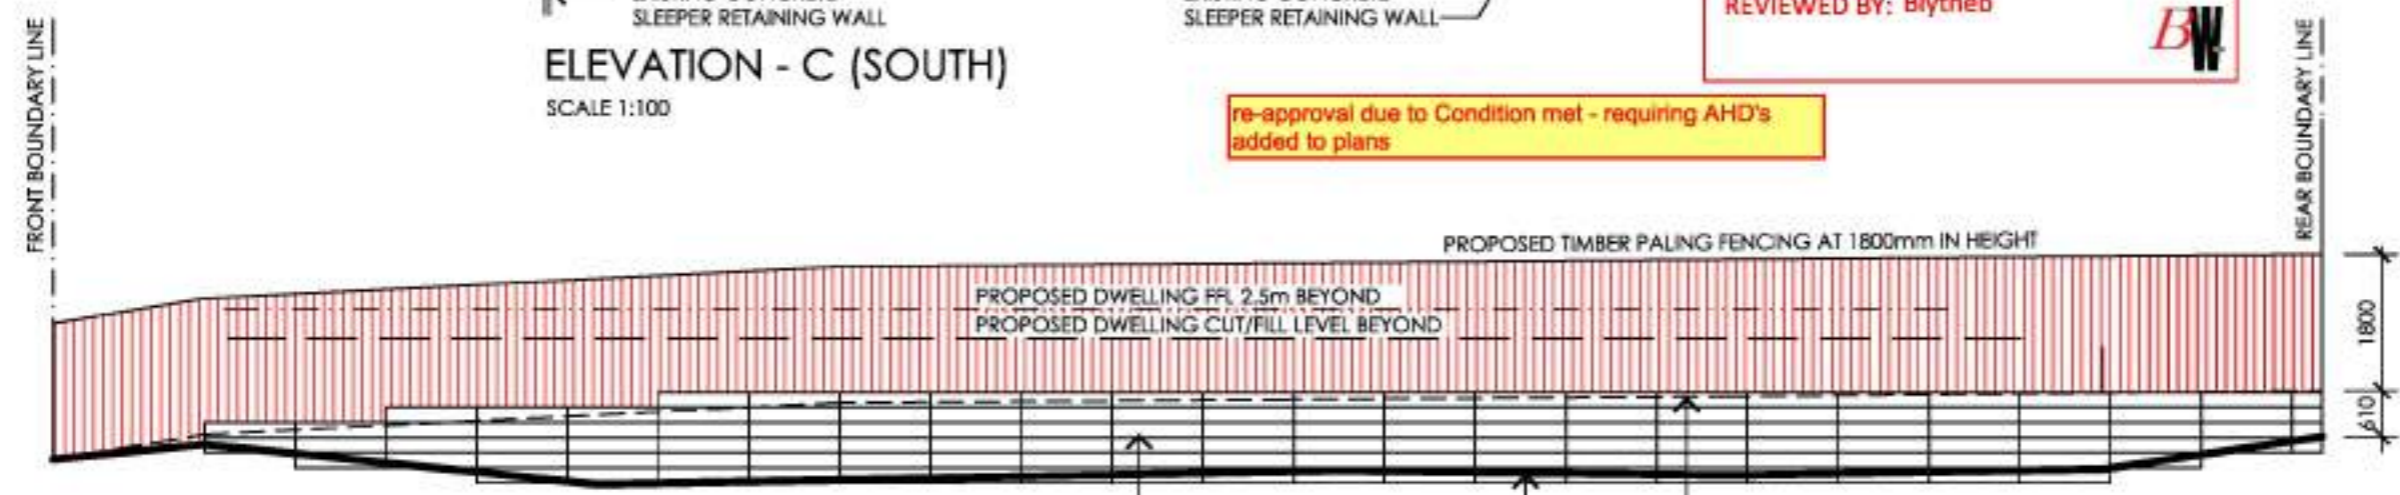 SLEEPER RETAINING WALL
SLEEPER RETAINING WALL
REVIEWED BY: Blytheb
BW
ELEVATION - C (SOUTH)
SCALE 1:100
re-approval due to Condition met - requiring AHD's
added to plans
FRONT BOUNDARY LINE
REAR BOUNDARY LINE
PROPOSED TIMBER PALING FENCING AT 1800mm IN HEIGHT
PROPOSED DWELLING FFL 2.5m BEYOND
PROPOSED DWELLING CUT/FILL LEVEL BEYOND
1800
610